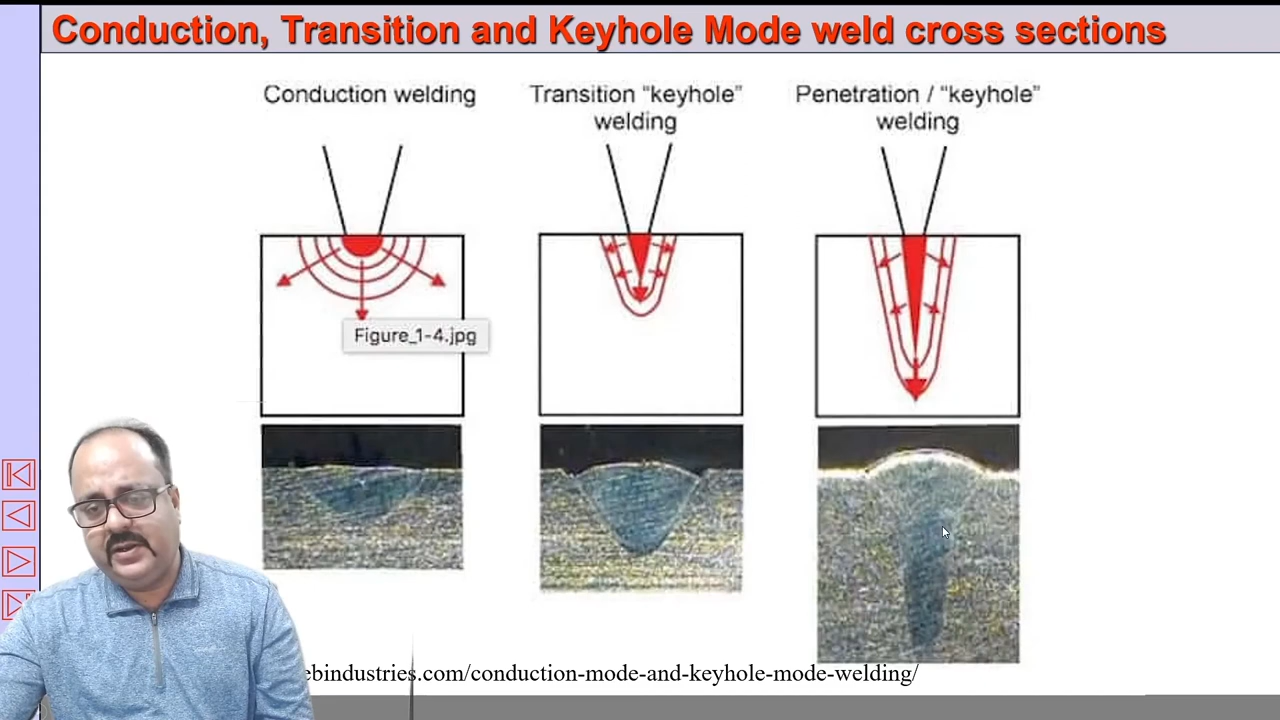 Conduction, Transition and Keyhole Mode weld cross sections
Conduction welding
Transition “keyhole”
welding
Penetration / “keyhole”
welding
Figure_1-4.jpg
ebindustries.com/conduction-mode-and-keyhole-mode-welding/